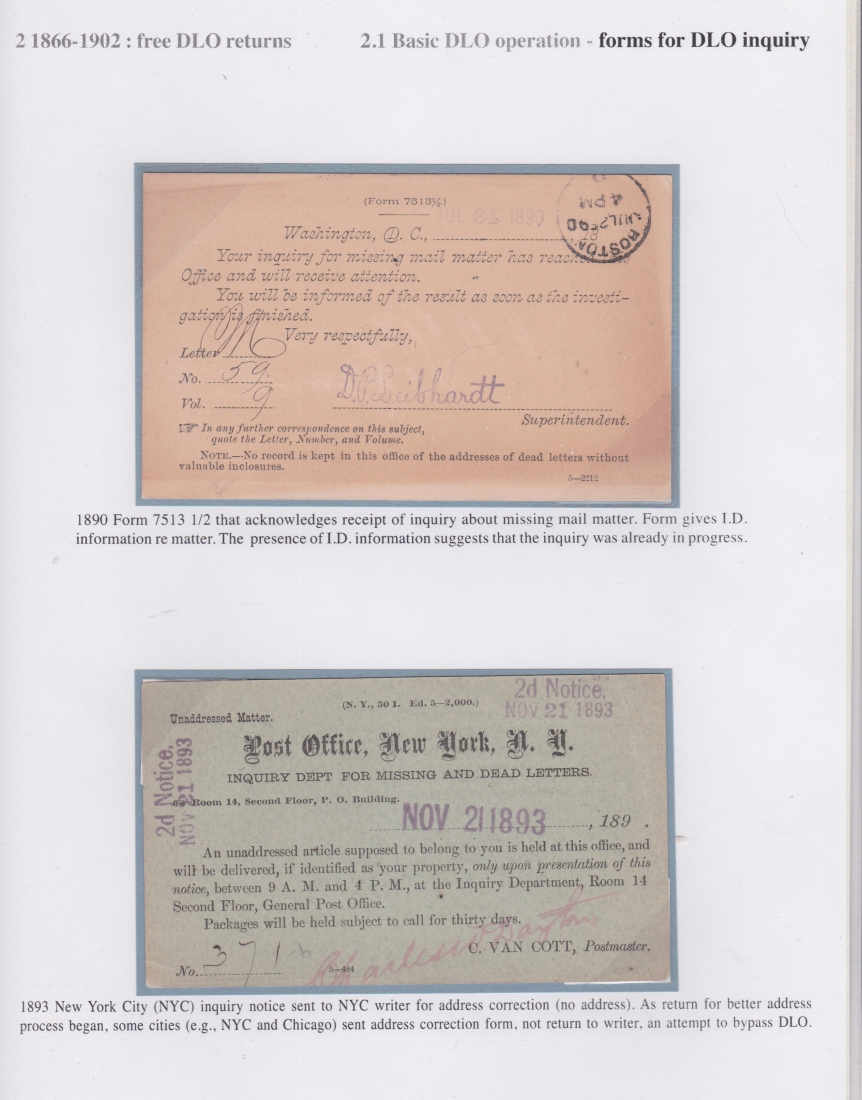 2 1866-1902 : free DLO returns 2.1 Basic DLO operation - forms for DLO inquiry
(Form 7513½)
4 PM
BOSTON
Washington, D. C.,
Your inquiry for missing mail matter has reached
Office and will receive attention.
You will be informed of the result as soon as the investi-
gation is finished.
Very respectfully,
Letter
No. 59
Vol. 9
D.P. Leibhardt
Superintendent.
☞ In any further correspondence on this subject,
quote the Letter, Number, and Volume.
NOTE.—No record is kept in this office of the addresses of dead letters without
valuable inclosures.
5—2212
1890 Form 7513 1/2 that acknowledges receipt of inquiry about missing mail matter. Form gives I.D.
information re matter. The presence of I.D. information suggests that the inquiry was already in progress.
2d Notice.
NOV 21 1893
(N. Y., 30 I. Ed. 5—2,000.)
Unaddressed Matter.
Post Office, New York, N. Y.
INQUIRY DEPT FOR MISSING AND DEAD LETTERS.
2d Notice.
NOV 21 1893
Room 14, Second Floor, P. O. Building.
NOV 21 1893 , 189 .
An unaddressed article supposed to belong to you is held at this office, and
will be delivered, if identified as your property, only upon presentation of this
notice, between 9 A. M. and 4 P. M., at the Inquiry Department, Room 14
Second Floor, General Post Office.
Packages will be held subject to call for thirty days.
C. VAN COTT, Postmaster.
No. 371
5—484
Charles Dayton
1893 New York City (NYC) inquiry notice sent to NYC writer for address correction (no address). As return for better address
process began, some cities (e.g., NYC and Chicago) sent address correction form, not return to writer, an attempt to bypass DLO.